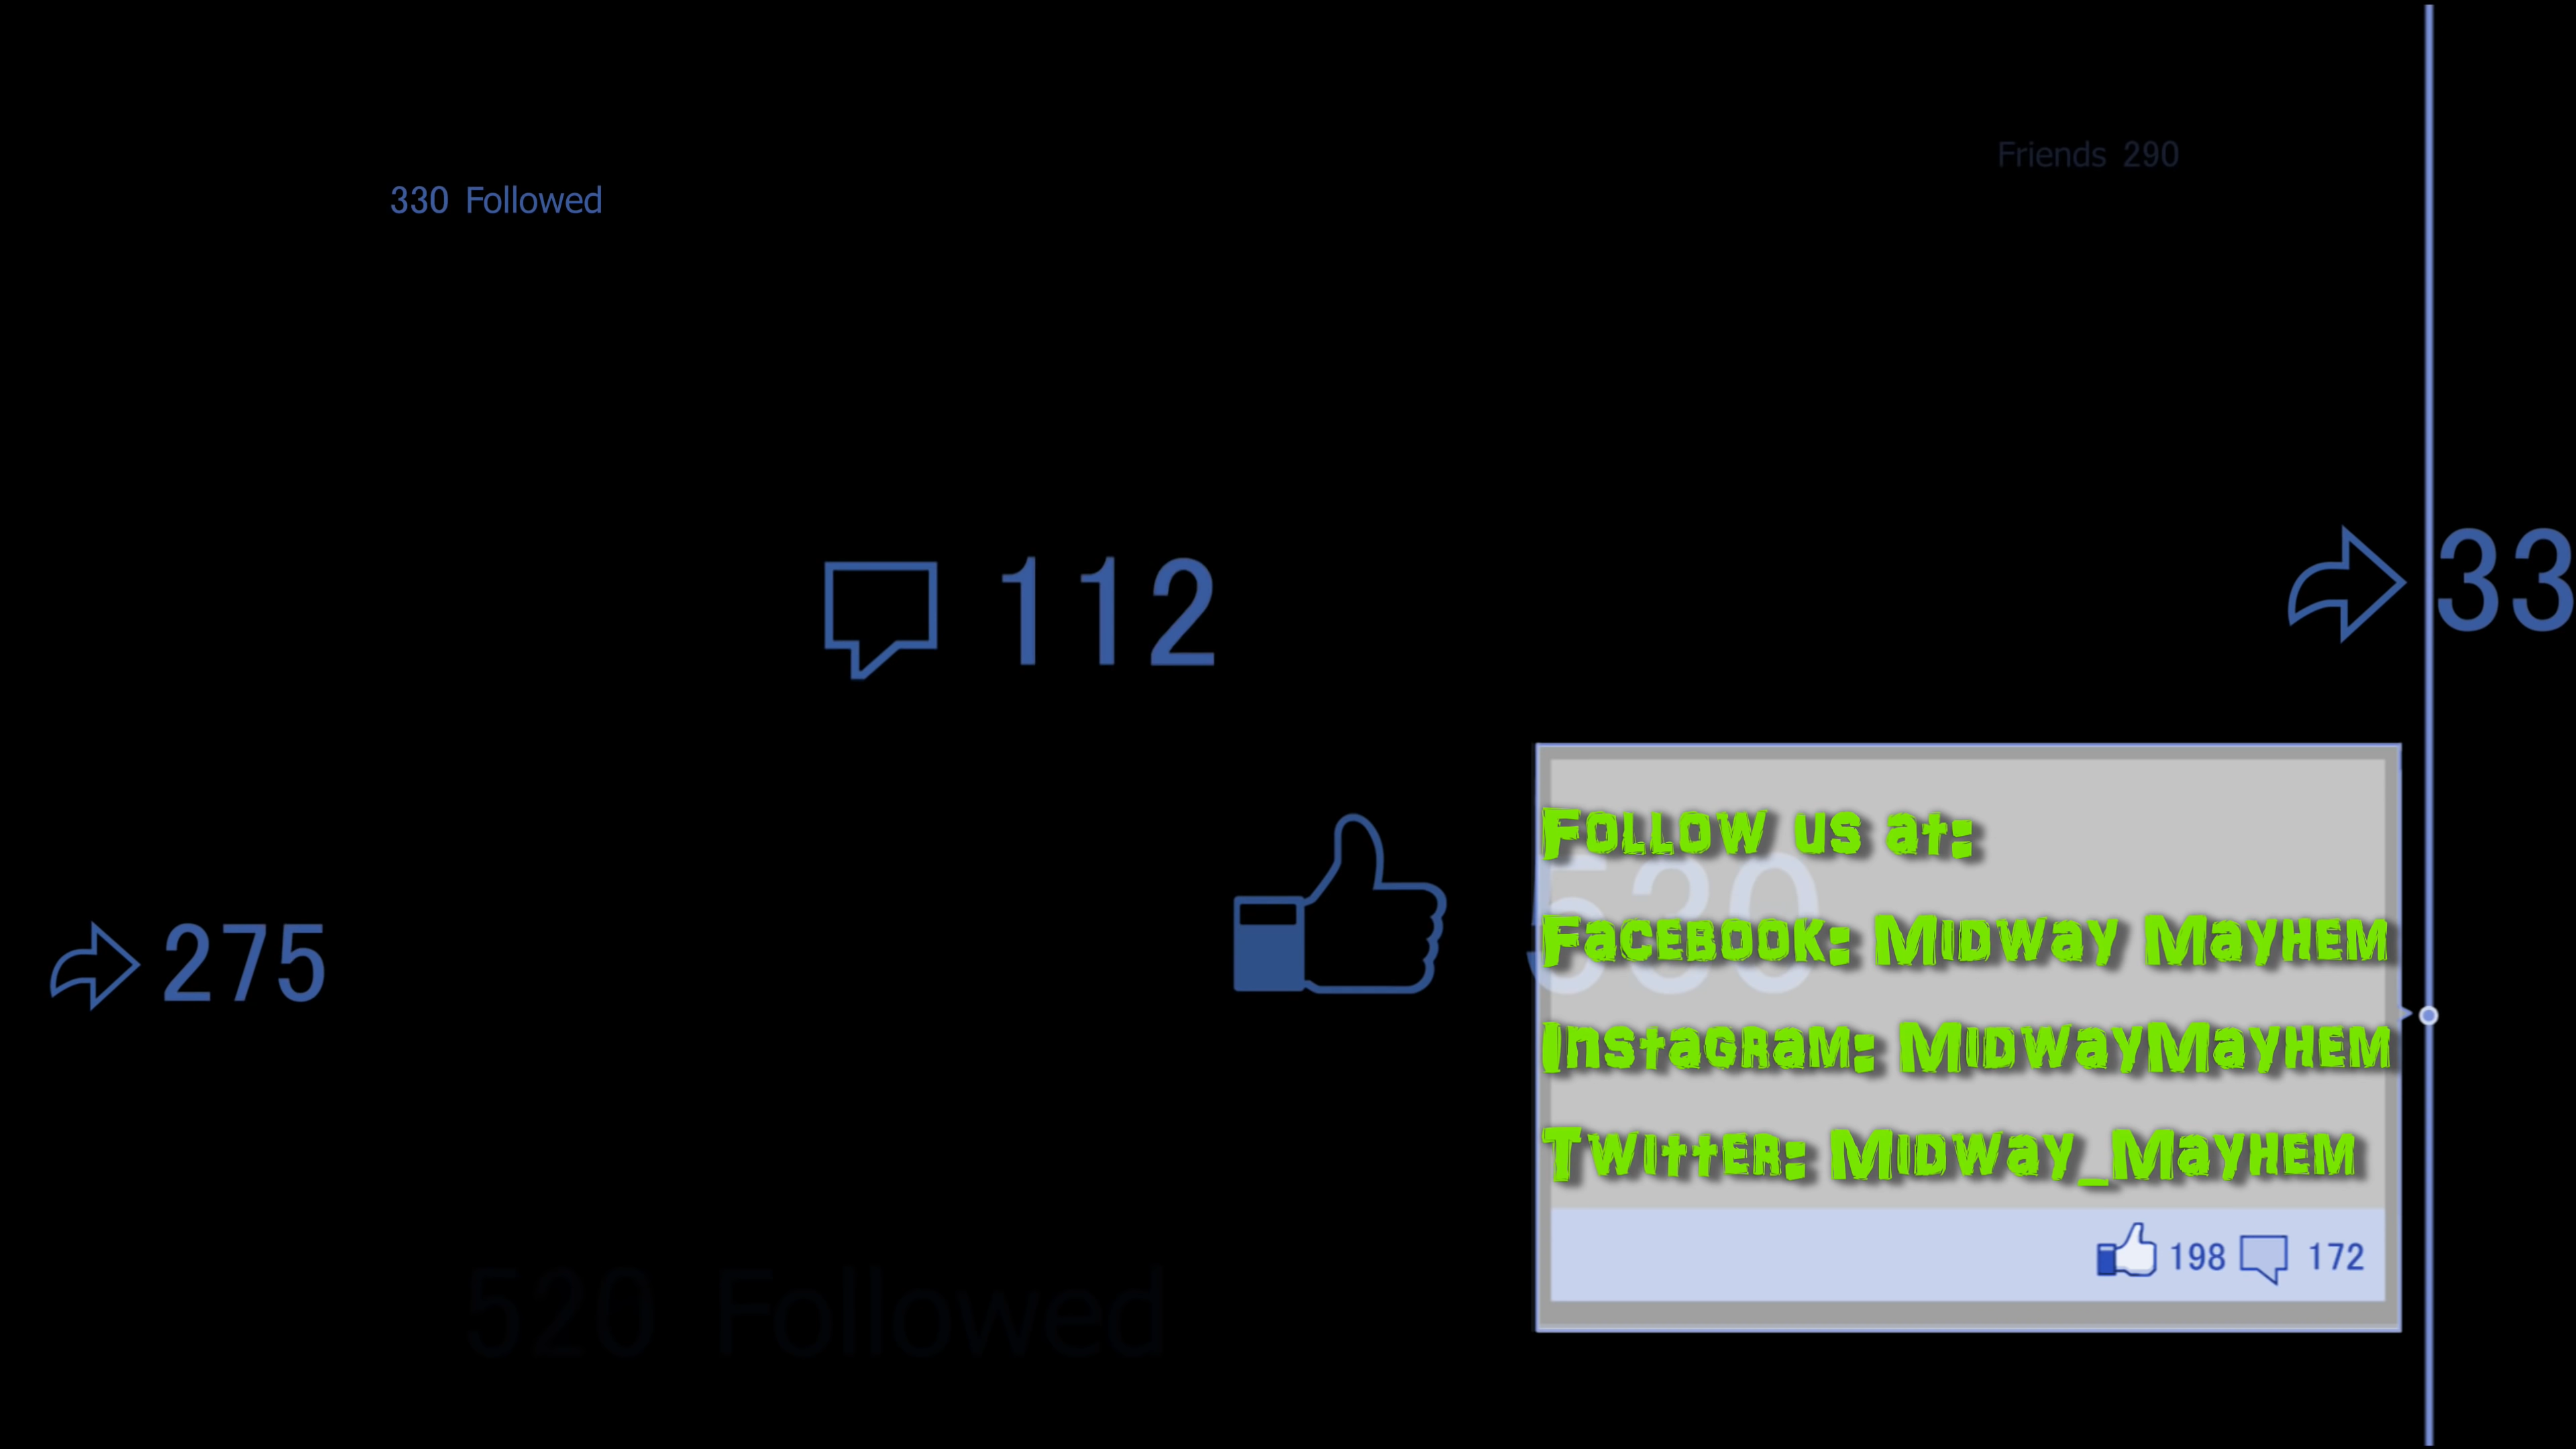 Friends 290
330 Followed
112
33
Follow us at:
530
Facebook: Midway Mayhem
275
Instagram: MidwayMayhem
Twitter: Midway_Mayhem
198 172
520 Followed